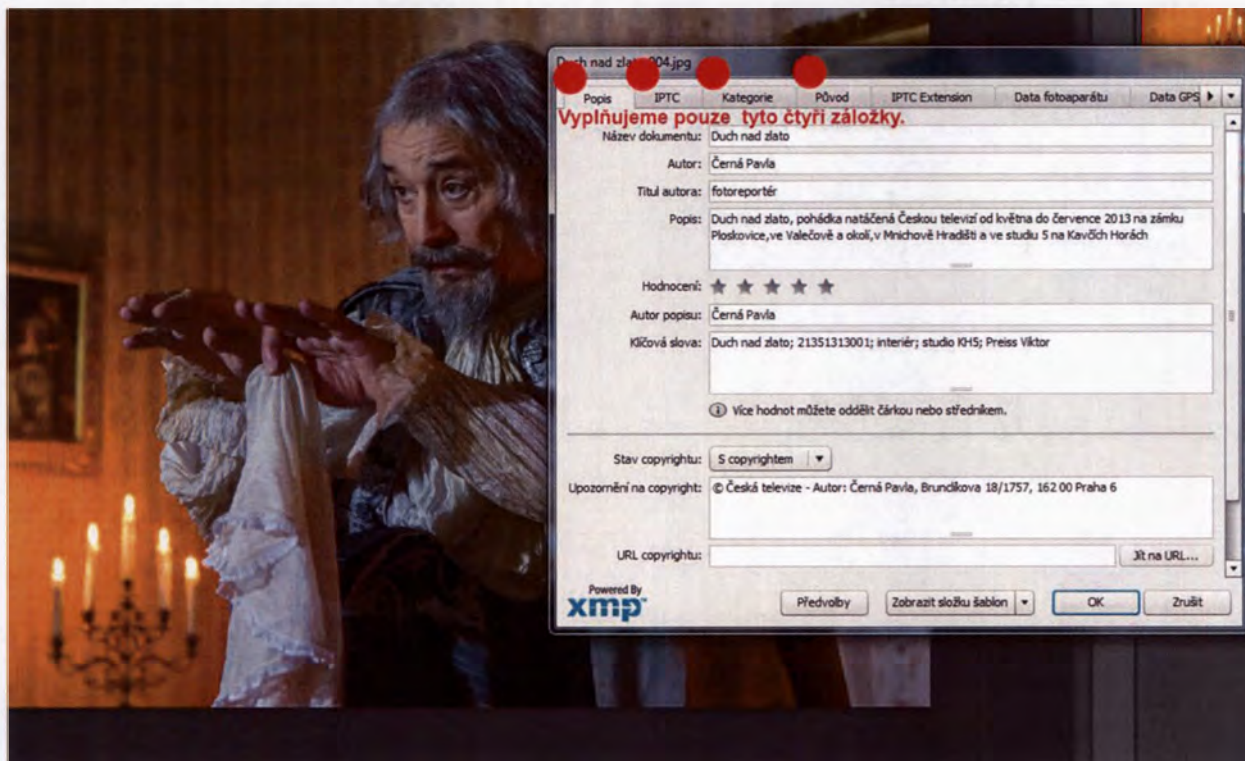 Duch nad zlato_004.jpg
Popis IPTC Kategorie Původ IPTC Extension Data fotoaparátu Data GPS
Vyplňujeme pouze tyto čtyři záložky.
Název dokumentu: Duch nad zlato
Autor: Černá Pavla
Titul autora: fotoreportér
Popis: Duch nad zlato, pohádka natáčená Českou televizí od května do července 2013 na zámku
Ploskovice,ve Valečově a okolí,v Mnichově Hradišti a ve studiu 5 na Kavčích Horách
Hodnocení:
Autor popisu: Černá Pavla
Klíčová slova: Duch nad zlato; 21351313001; interiér; studio KH5; Preiss Viktor
Více hodnot můžete oddělit čárkou nebo středníkem.
Stav copyrightu: S copyrightem
Upozornění na copyright: © Česká televize - Autor: Černá Pavla, Brunclíkova 18/1757, 162 00 Praha 6
URL copyrightu: Jít na URL...
Powered By
xmp Předvolby Zobrazit složku šablon OK Zrušit